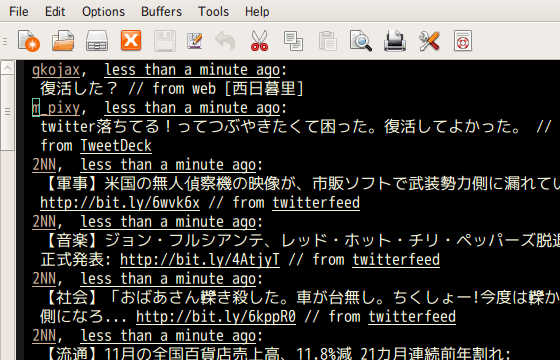 File Edit Options Buffers Tools Help
gkojax, less than a minute ago:
復活した？ // from web [西日暮里]
m_pixy, less than a minute ago:
twitter落ちてる！ってつぶやきたくて困った。復活してよかった。 //
from TweetDeck
2NN, less than a minute ago:
【軍事】米国の無人偵察機の映像が、市販ソフトで武装勢力側に漏れてい
http://bit.ly/6wvk6x // from twitterfeed
2NN, less than a minute ago:
【音楽】ジョン・フルシアンテ、レッド・ホット・チリ・ペッパーズ脱退
正式発表: http://bit.ly/4AtjyT // from twitterfeed
2NN, less than a minute ago:
【社会】「おばあさん轢き殺した。車が台無し。ちくしょー!今度は轢か
側になろ... http://bit.ly/6kppR0 // from twitterfeed
2NN, less than a minute ago:
【流通】11月の全国百貨店売上高、11.8%減 21カ月連続前年割れ: